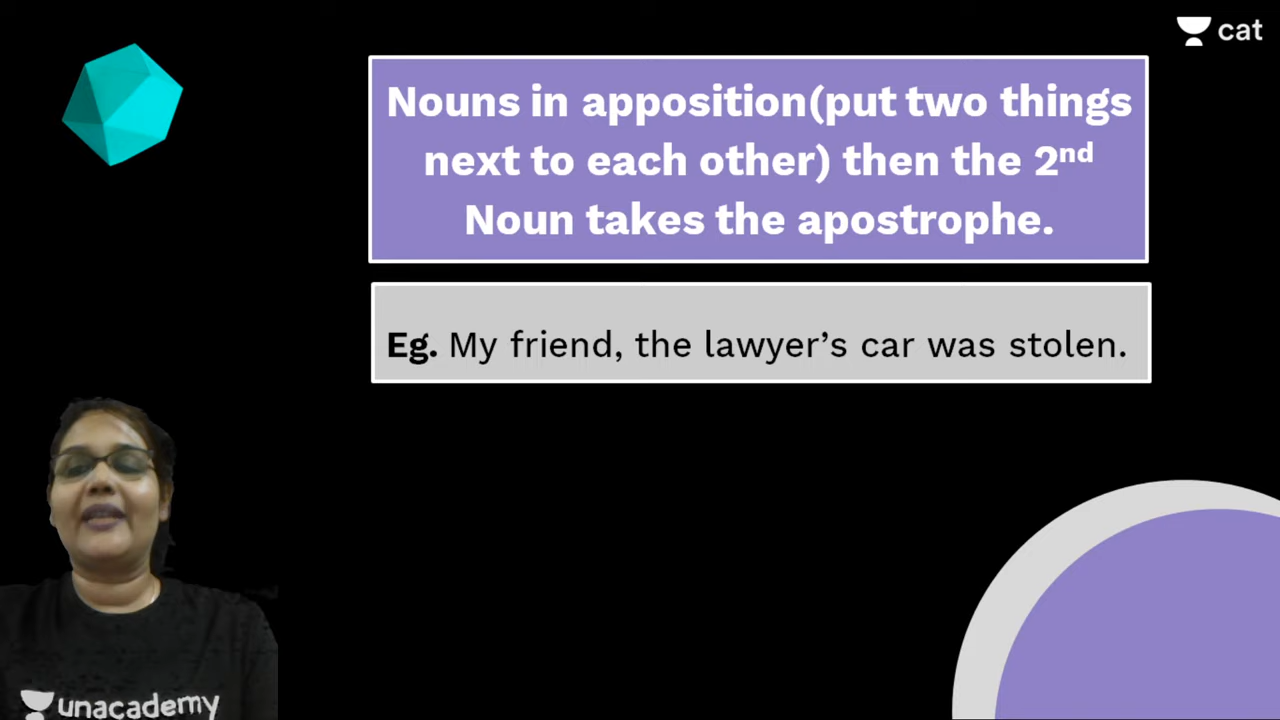 cat
Nouns in apposition(put two things
next to each other) then the 2nd
Noun takes the apostrophe.
Eg. My friend, the lawyer’s car was stolen.
unacademy